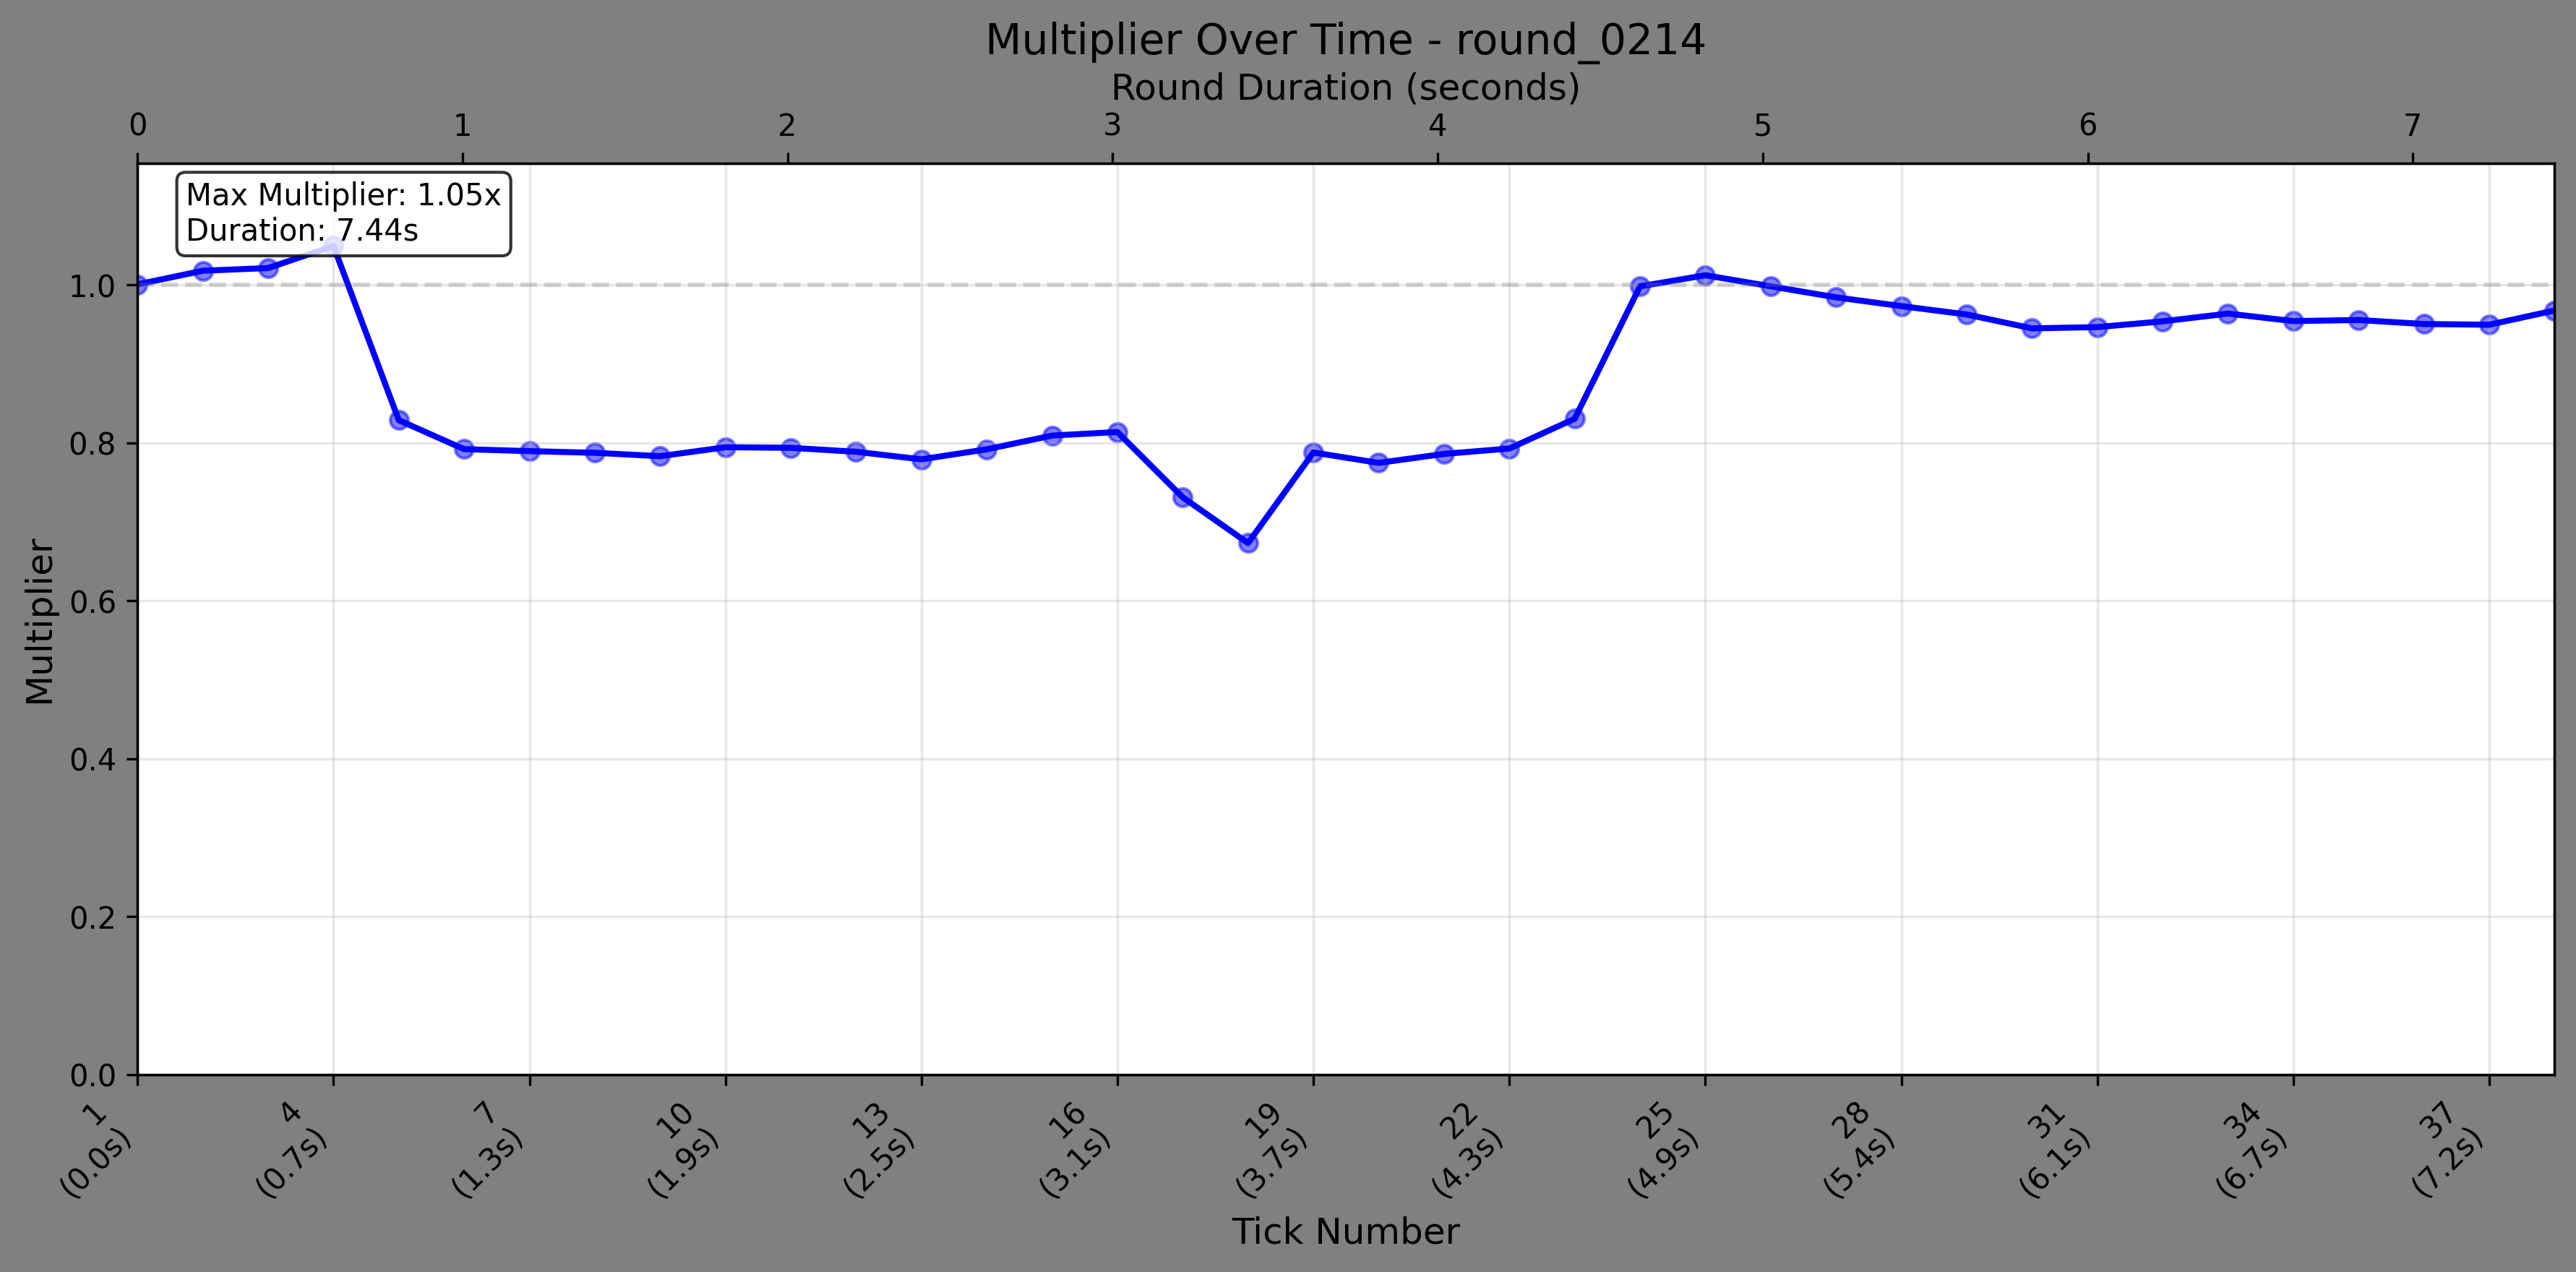 Multiplier Over Time - round_0214
Round Duration (seconds)
0 1 2 3 4 5 6 7
Max Multiplier: 1.05x
Duration: 7.44s
1.0
0.8
0.6
0.4
0.2
0.0
Multiplier
1 4 7 10 13 16 19 22 25 28 31 34 37
(0.0s) (0.7s) (1.3s) (1.9s) (2.5s) (3.1s) (3.7s) (4.3s) (4.9s) (5.4s) (6.1s) (6.7s) (7.2s)
Tick Number